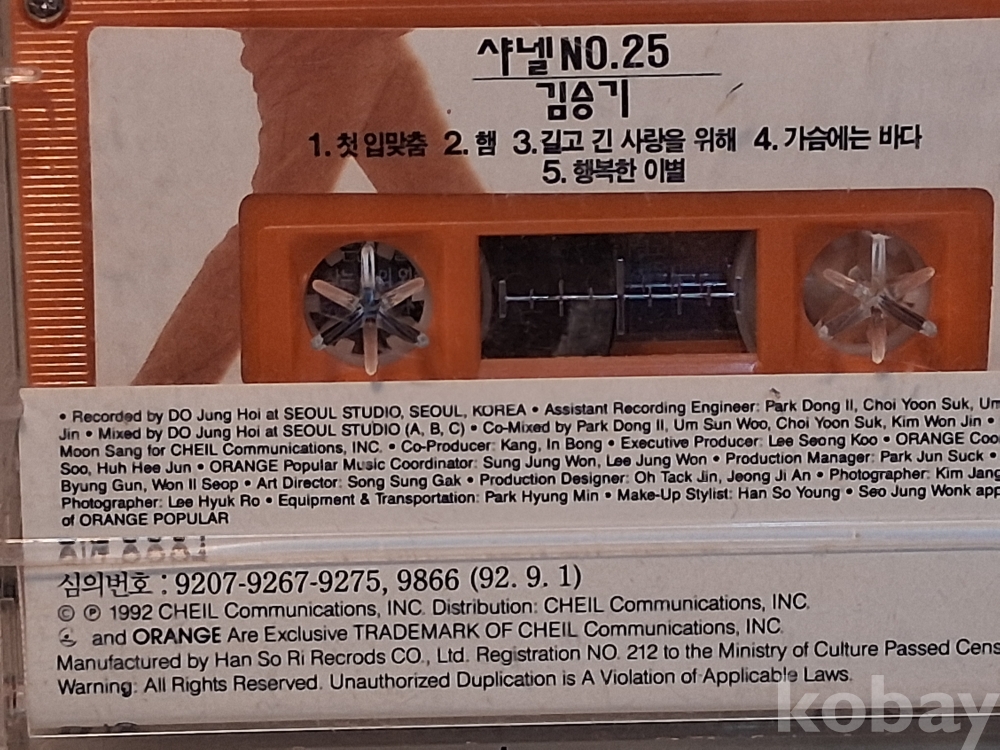 샤넬 NO.25
김승기
1. 첫 입맞춤 2. 햄 3. 길고 긴 사랑을 위해 4. 가슴에는 바다
5. 행복한 이별
• Recorded by DO Jung Hoi at SEOUL STUDIO, SEOUL, KOREA • Assistant Recording Engineer: Park Dong Il, Choi Yoon Suk, Um
Jin • Mixed by DO Jung Hoi at SEOUL STUDIO (A, B, C) • Co-Mixed by Park Dong Il, Um Sun Woo, Choi Yoon Suk, Kim Won Jin •
Moon Sang for CHEIL Communications, INC. • Co-Producer: Kang, In Bong • Executive Producer: Lee Seong Koo • ORANGE Coo
Soo, Huh Hee Jun • ORANGE Popular Music Coordinator: Sung Jung Won, Lee Jung Won • Production Manager: Park Jun Suck •
Byung Gun, Won Il Seop • Art Director: Song Sung Gak • Production Designer: Oh Tack Jin, Jeong Ji An • Photographer: Kim Jang
Photographer: Lee Hyuk Ro • Equipment & Transportation: Park Hyung Min • Make-Up Stylist: Han So Young • Seo Jung Wonk app
of ORANGE POPULAR
심의번호 : 9207-9267-9275, 9866 (92. 9. 1)
© ℗ 1992 CHEIL Communications, INC. Distribution: CHEIL Communications, INC.
and ORANGE Are Exclusive TRADEMARK OF CHEIL Communications, INC.
Manufactured by Han So Ri Recrods CO., Ltd. Registration NO. 212 to the Ministry of Culture Passed Cens
Warning: All Rights Reserved. Unauthorized Duplication is A Violation of Applicable Laws.
kobay